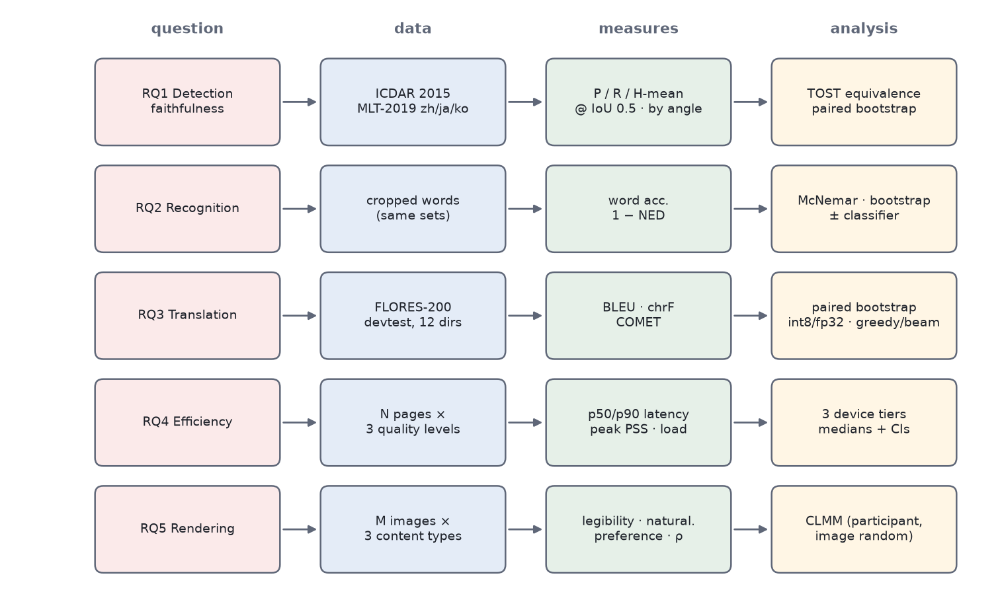 question
data
measures
analysis
RQ1 Detection
faithfulness
ICDAR 2015
MLT-2019 zh/ja/ko
P / R / H-mean
@ IoU 0.5 · by angle
TOST equivalence
paired bootstrap
RQ2 Recognition
cropped words
(same sets)
word acc.
1 − NED
McNemar · bootstrap
± classifier
RQ3 Translation
FLORES-200
devtest, 12 dirs
BLEU · chrF
COMET
paired bootstrap
int8/fp32 · greedy/beam
RQ4 Efficiency
N pages ×
3 quality levels
p50/p90 latency
peak PSS · load
3 device tiers
medians + CIs
RQ5 Rendering
M images ×
3 content types
legibility · natural.
preference · ρ
CLMM (participant,
image random)